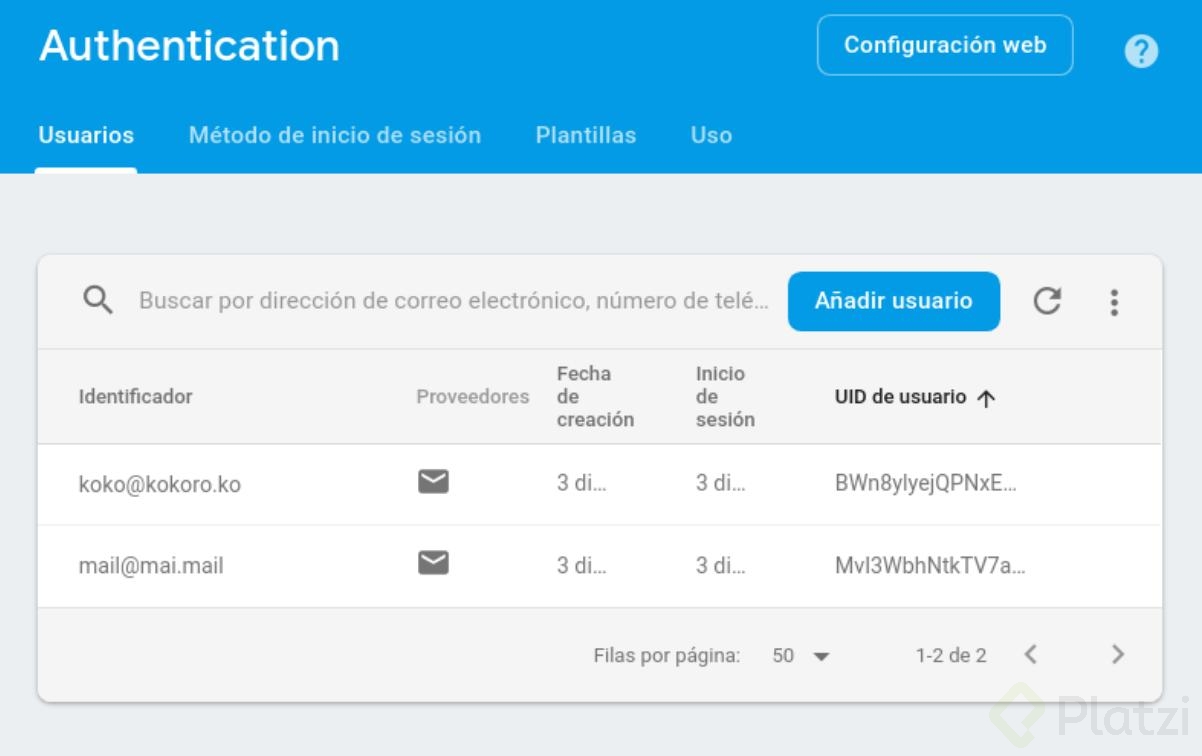 Authentication
Configuración web
?
Usuarios Método de inicio de sesión Plantillas Uso
Buscar por dirección de correo electrónico, número de telé...
Añadir usuario
Identificador Proveedores Fecha de creación Inicio de sesión UID de usuario
koko@kokoro.ko 3 di... 3 di... BWn8ylyejQPNxE...
mail@mai.mail 3 di... 3 di... MvI3WbhNtkTV7a...
Filas por página: 50 1-2 de 2
Platzi